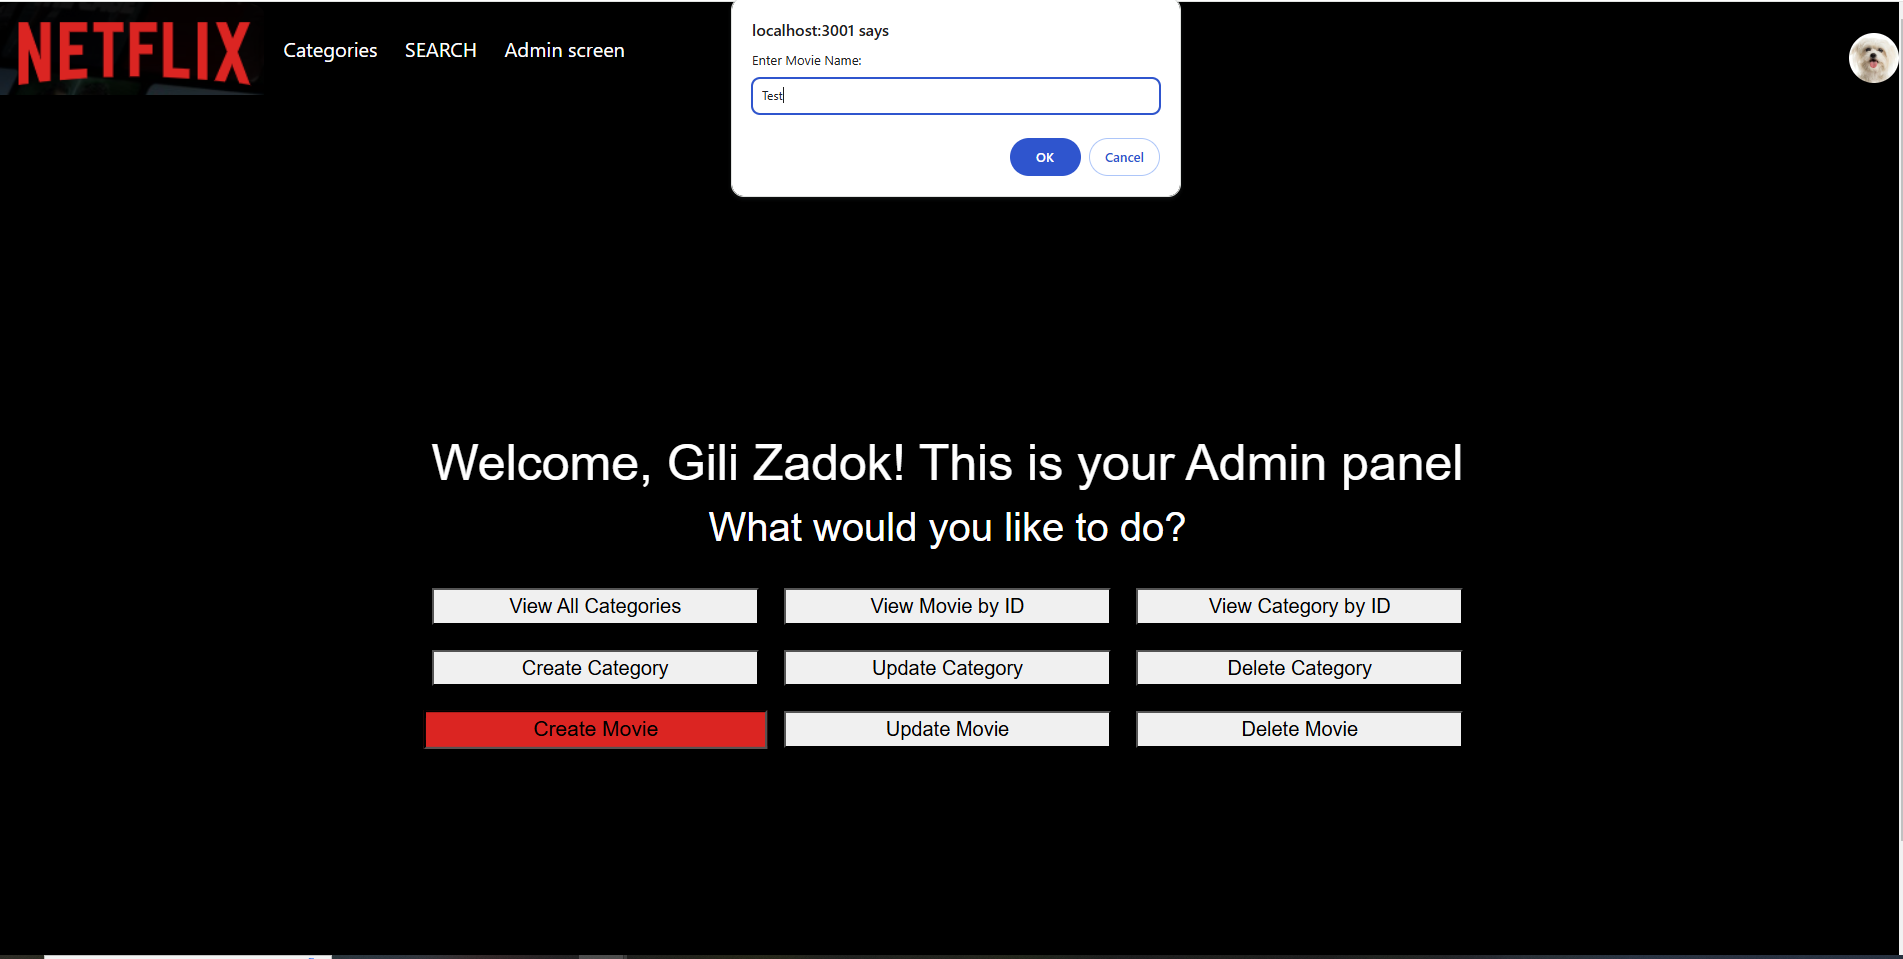 NETFLIX
Categories SEARCH Admin screen
localhost:3001 says
Enter Movie Name:
Test
OK Cancel
Welcome, Gili Zadok! This is your Admin panel
What would you like to do?
View All Categories View Movie by ID View Category by ID
Create Category Update Category Delete Category
Create Movie Update Movie Delete Movie